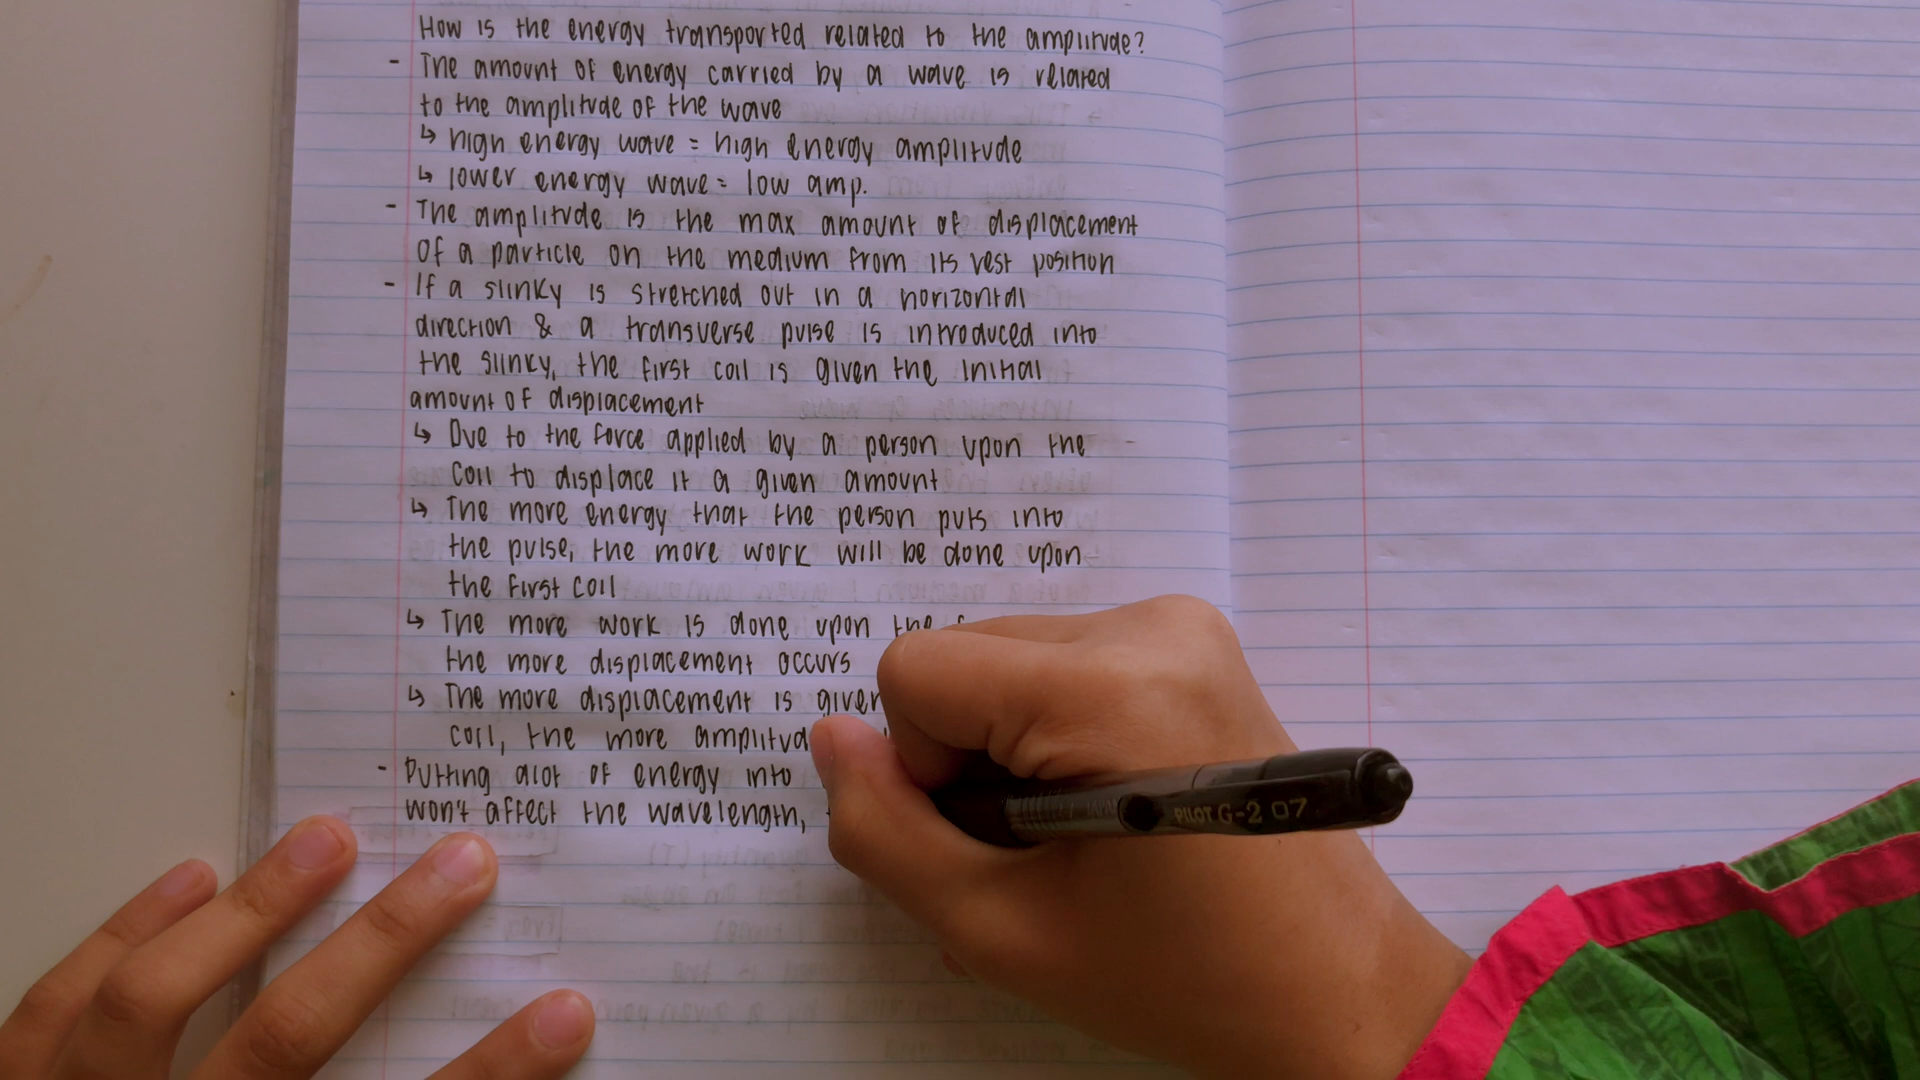 How is the energy transported related to the amplitude?
- The amount of energy carried by a wave is related
to the amplitude of the wave
↳ high energy wave = high energy amplitude
↳ lower energy wave = low amp.
- The amplitude is the max amount of displacement
of a particle on the medium from its rest position
- If a slinky is stretched out in a horizontal
direction & a transverse pulse is introduced into
the slinky, the first coil is given the initial
amount of displacement
↳ Due to the force applied by a person upon the
coil to displace it a given amount
↳ The more energy that the person puts into
the pulse, the more work will be done upon
the first coil
↳ The more work is done upon the
the more displacement occurs
↳ The more displacement is given
coil, the more
- Putting alot of energy into
won't affect the wavelength,
PILOT G-2 07